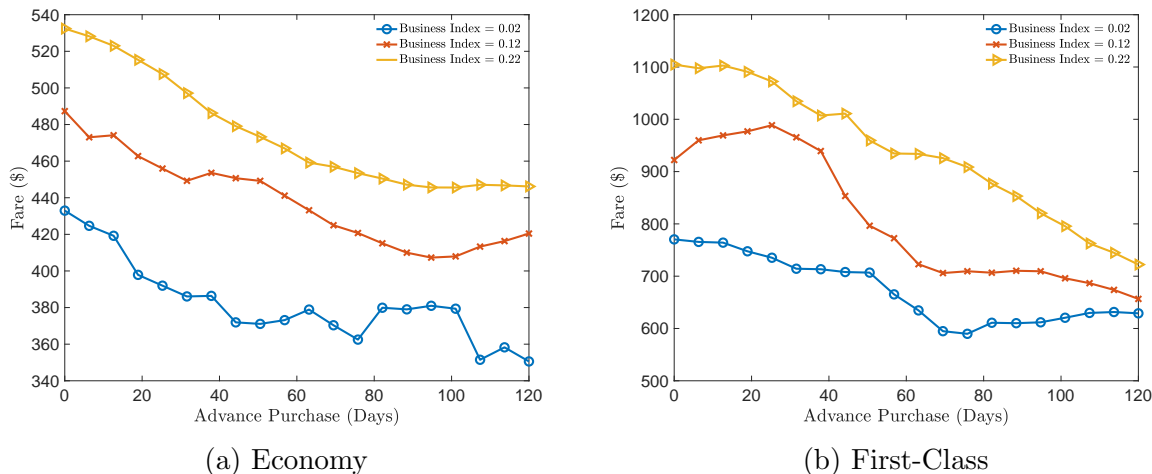 540
520
500
480
460
440
420
400
380
360
340
Fare ($)
0 20 40 60 80 100 120
Advance Purchase (Days)
Business Index = 0.02
Business Index = 0.12
Business Index = 0.22
(a) Economy
1200
1100
1000
900
800
700
600
500
Fare ($)
0 20 40 60 80 100 120
Advance Purchase (Days)
Business Index = 0.02
Business Index = 0.12
Business Index = 0.22
(b) First-Class